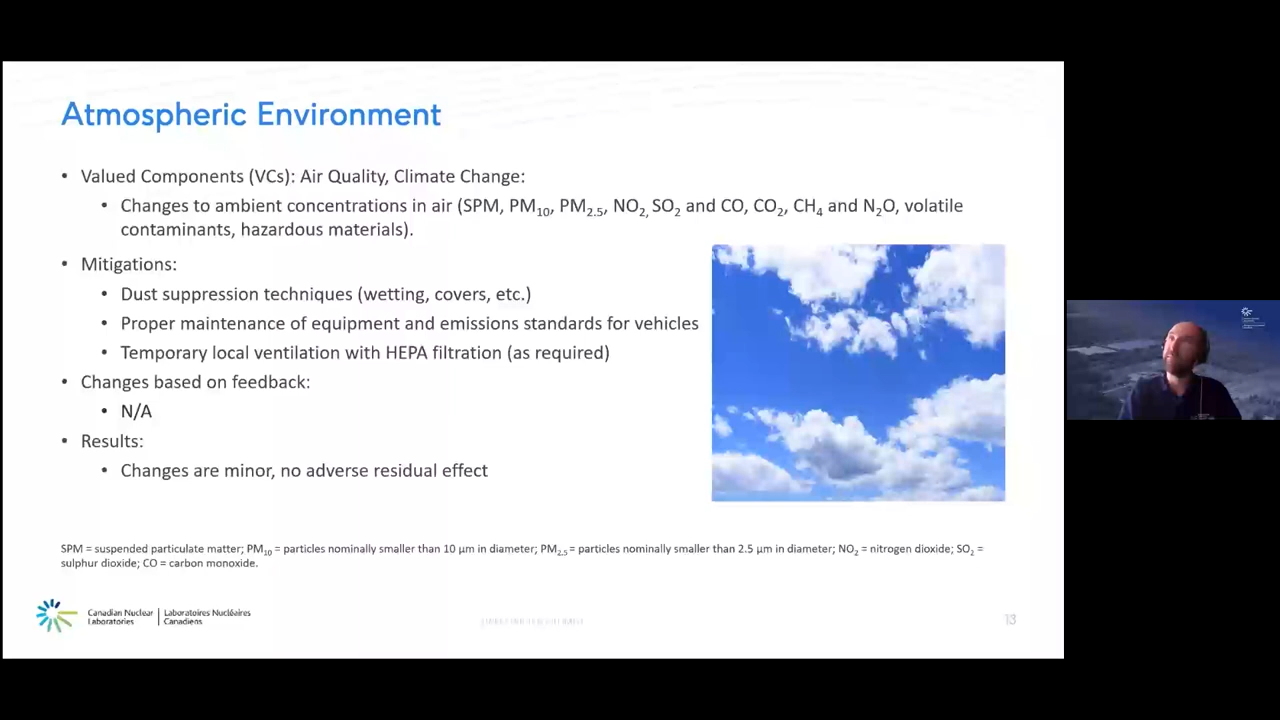 Atmospheric Environment
• Valued Components (VCs): Air Quality, Climate Change:
• Changes to ambient concentrations in air (SPM, PM10, PM2.5, NO2, SO2 and CO, CO2, CH4 and N2O, volatile
contaminants, hazardous materials).
• Mitigations:
• Dust suppression techniques (wetting, covers, etc.)
• Proper maintenance of equipment and emissions standards for vehicles
• Temporary local ventilation with HEPA filtration (as required)
• Changes based on feedback:
• N/A
• Results:
• Changes are minor, no adverse residual effect
SPM = suspended particulate matter; PM10 = particles nominally smaller than 10 µm in diameter; PM2.5 = particles nominally smaller than 2.5 µm in diameter; NO2 = nitrogen dioxide; SO2 =
sulphur dioxide; CO = carbon monoxide.
Canadian Nuclear | Laboratoires Nucléaires
Laboratories | Canadiens
13